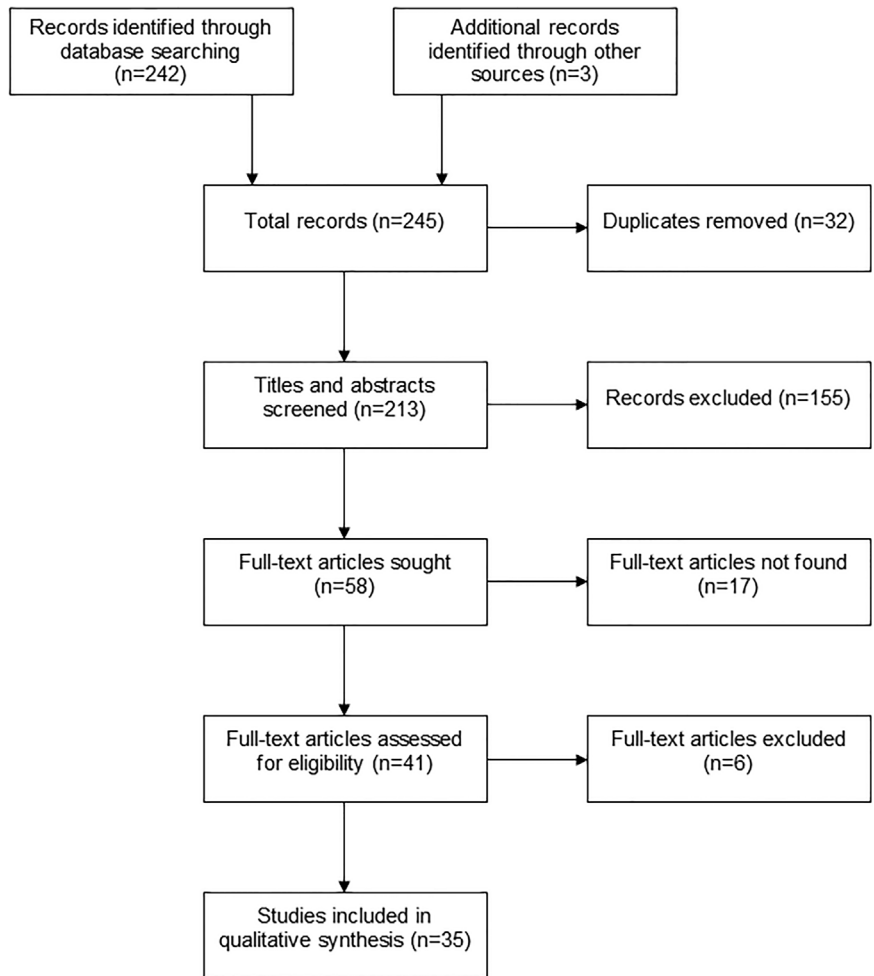 Records identified through
database searching
(n=242)
Additional records
identified through other
sources (n=3)
Total records (n=245)
Duplicates removed (n=32)
Titles and abstracts
screened (n=213)
Records excluded (n=155)
Full-text articles sought
(n=58)
Full-text articles not found
(n=17)
Full-text articles assessed
for eligibility (n=41)
Full-text articles excluded
(n=6)
Studies included in
qualitative synthesis (n=35)